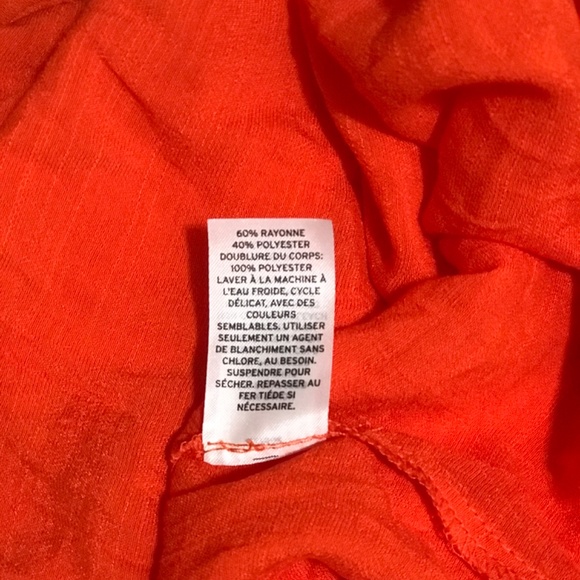 60% RAYONNE
40% POLYESTER
DOUBLURE DU CORPS:
100% POLYESTER
LAVER À LA MACHINE À
L'EAU FROIDE, CYCLE
DÉLICAT, AVEC DES
COULEURS
SEMBLABLES. UTILISER
SEULEMENT UN AGENT
DE BLANCHIMENT SANS
CHLORE, AU BESOIN.
SUSPENDRE POUR
SÉCHER. REPASSER AU
FER TIÉDE SI
NÉCESSAIRE.